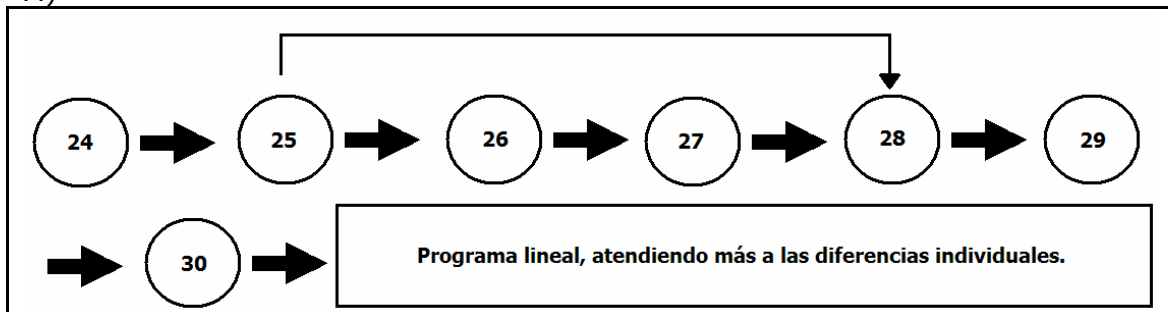 24 25 26 27 28 29
30 Programa lineal, atendiendo más a las diferencias individuales.